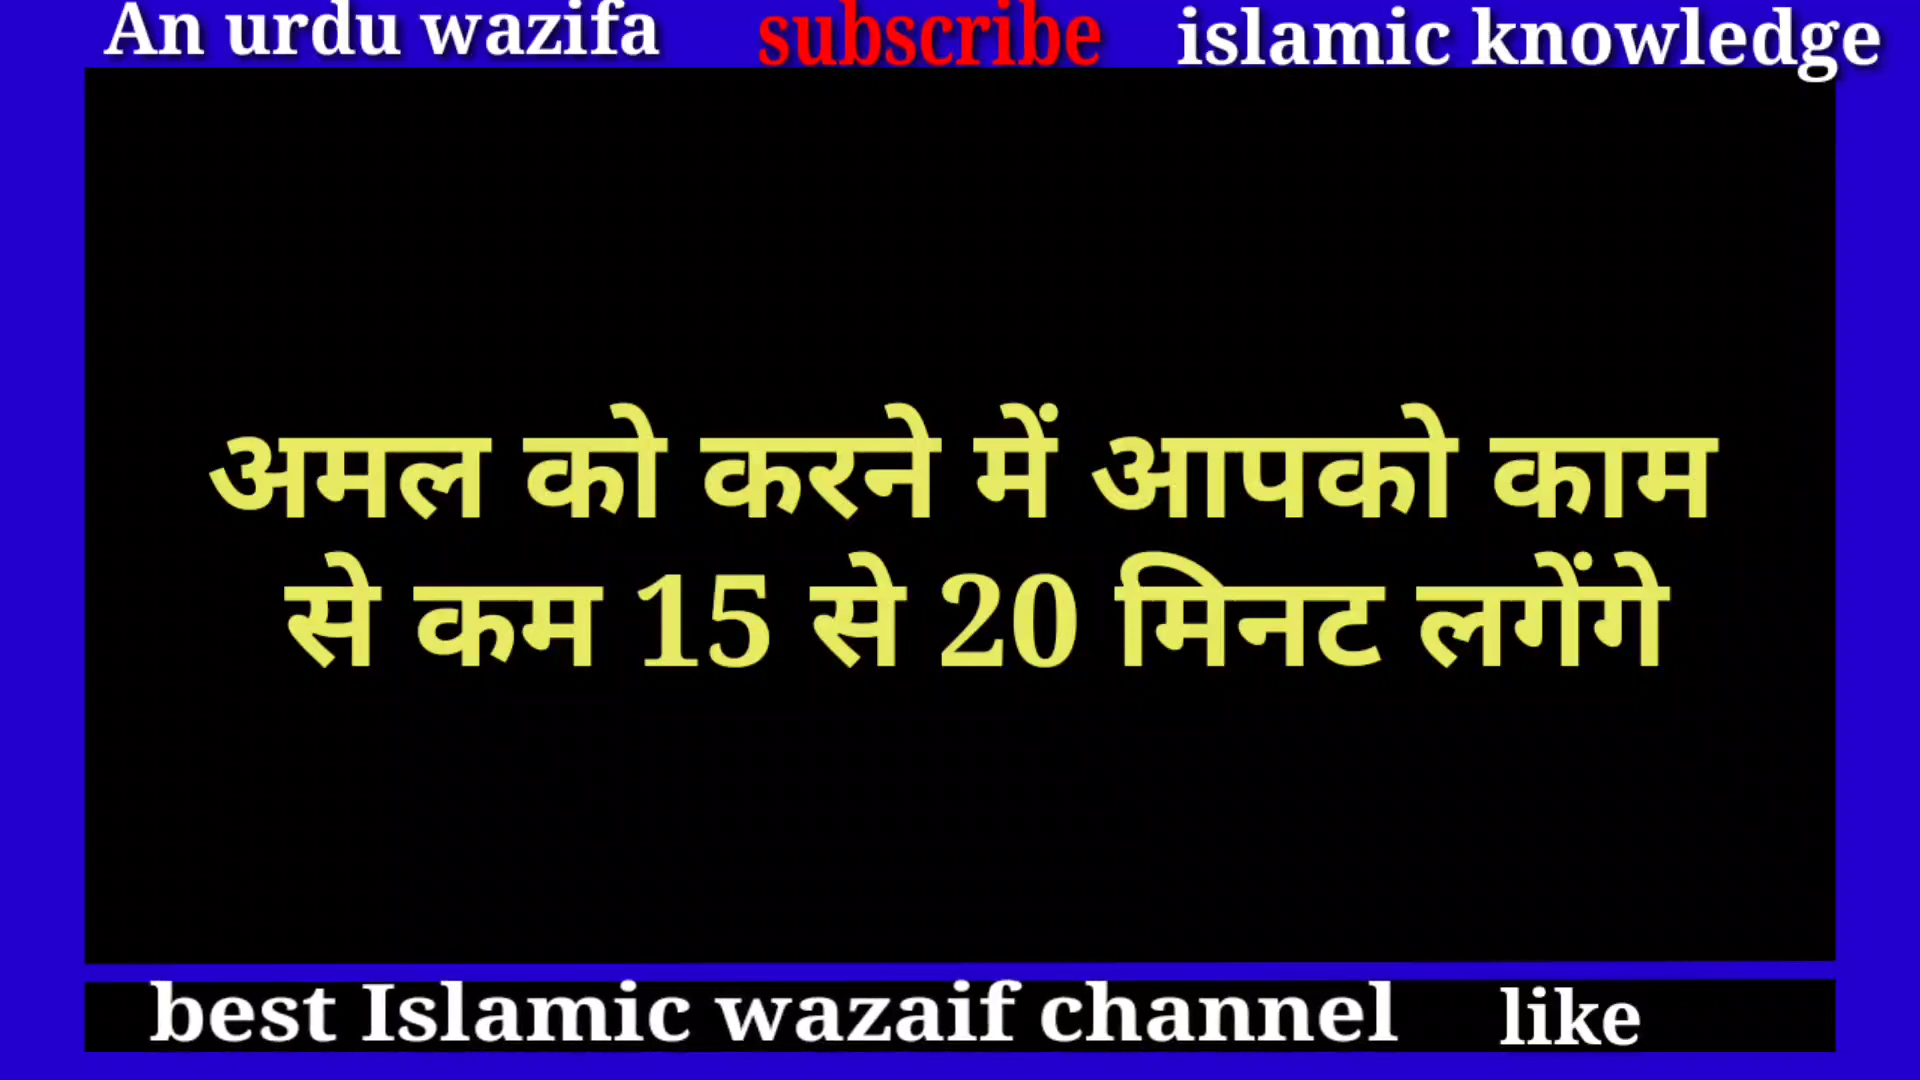 An urdu wazifa subscribe islamic knowledge
अमल को करने में आपको काम
से कम 15 से 20 मिनट लगेंगे
best Islamic wazaif channel like